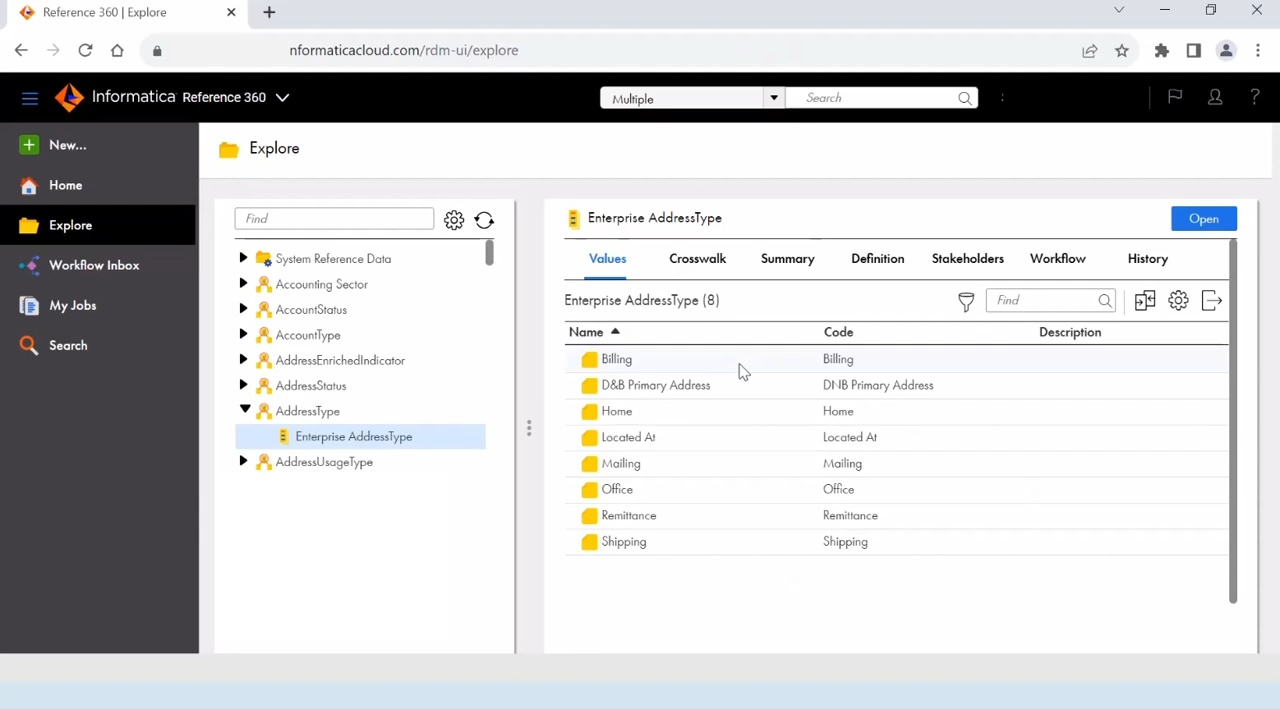 Reference 360 | Explore
nformaticacloud.com/rdm-ui/explore
Informatica Reference 360
Multiple
Search
?
New...
Home
Explore
Workflow Inbox
My Jobs
Search
Explore
Find
System Reference Data
Accounting Sector
AccountStatus
AccountType
AddressEnrichedIndicator
AddressStatus
AddressType
Enterprise AddressType
AddressUsageType
Enterprise AddressType
Open
Values Crosswalk Summary Definition Stakeholders Workflow History
Enterprise AddressType (8)
Find
Name Code Description
Billing Billing
D&B Primary Address DNB Primary Address
Home Home
Located At Located At
Mailing Mailing
Office Office
Remittance Remittance
Shipping Shipping